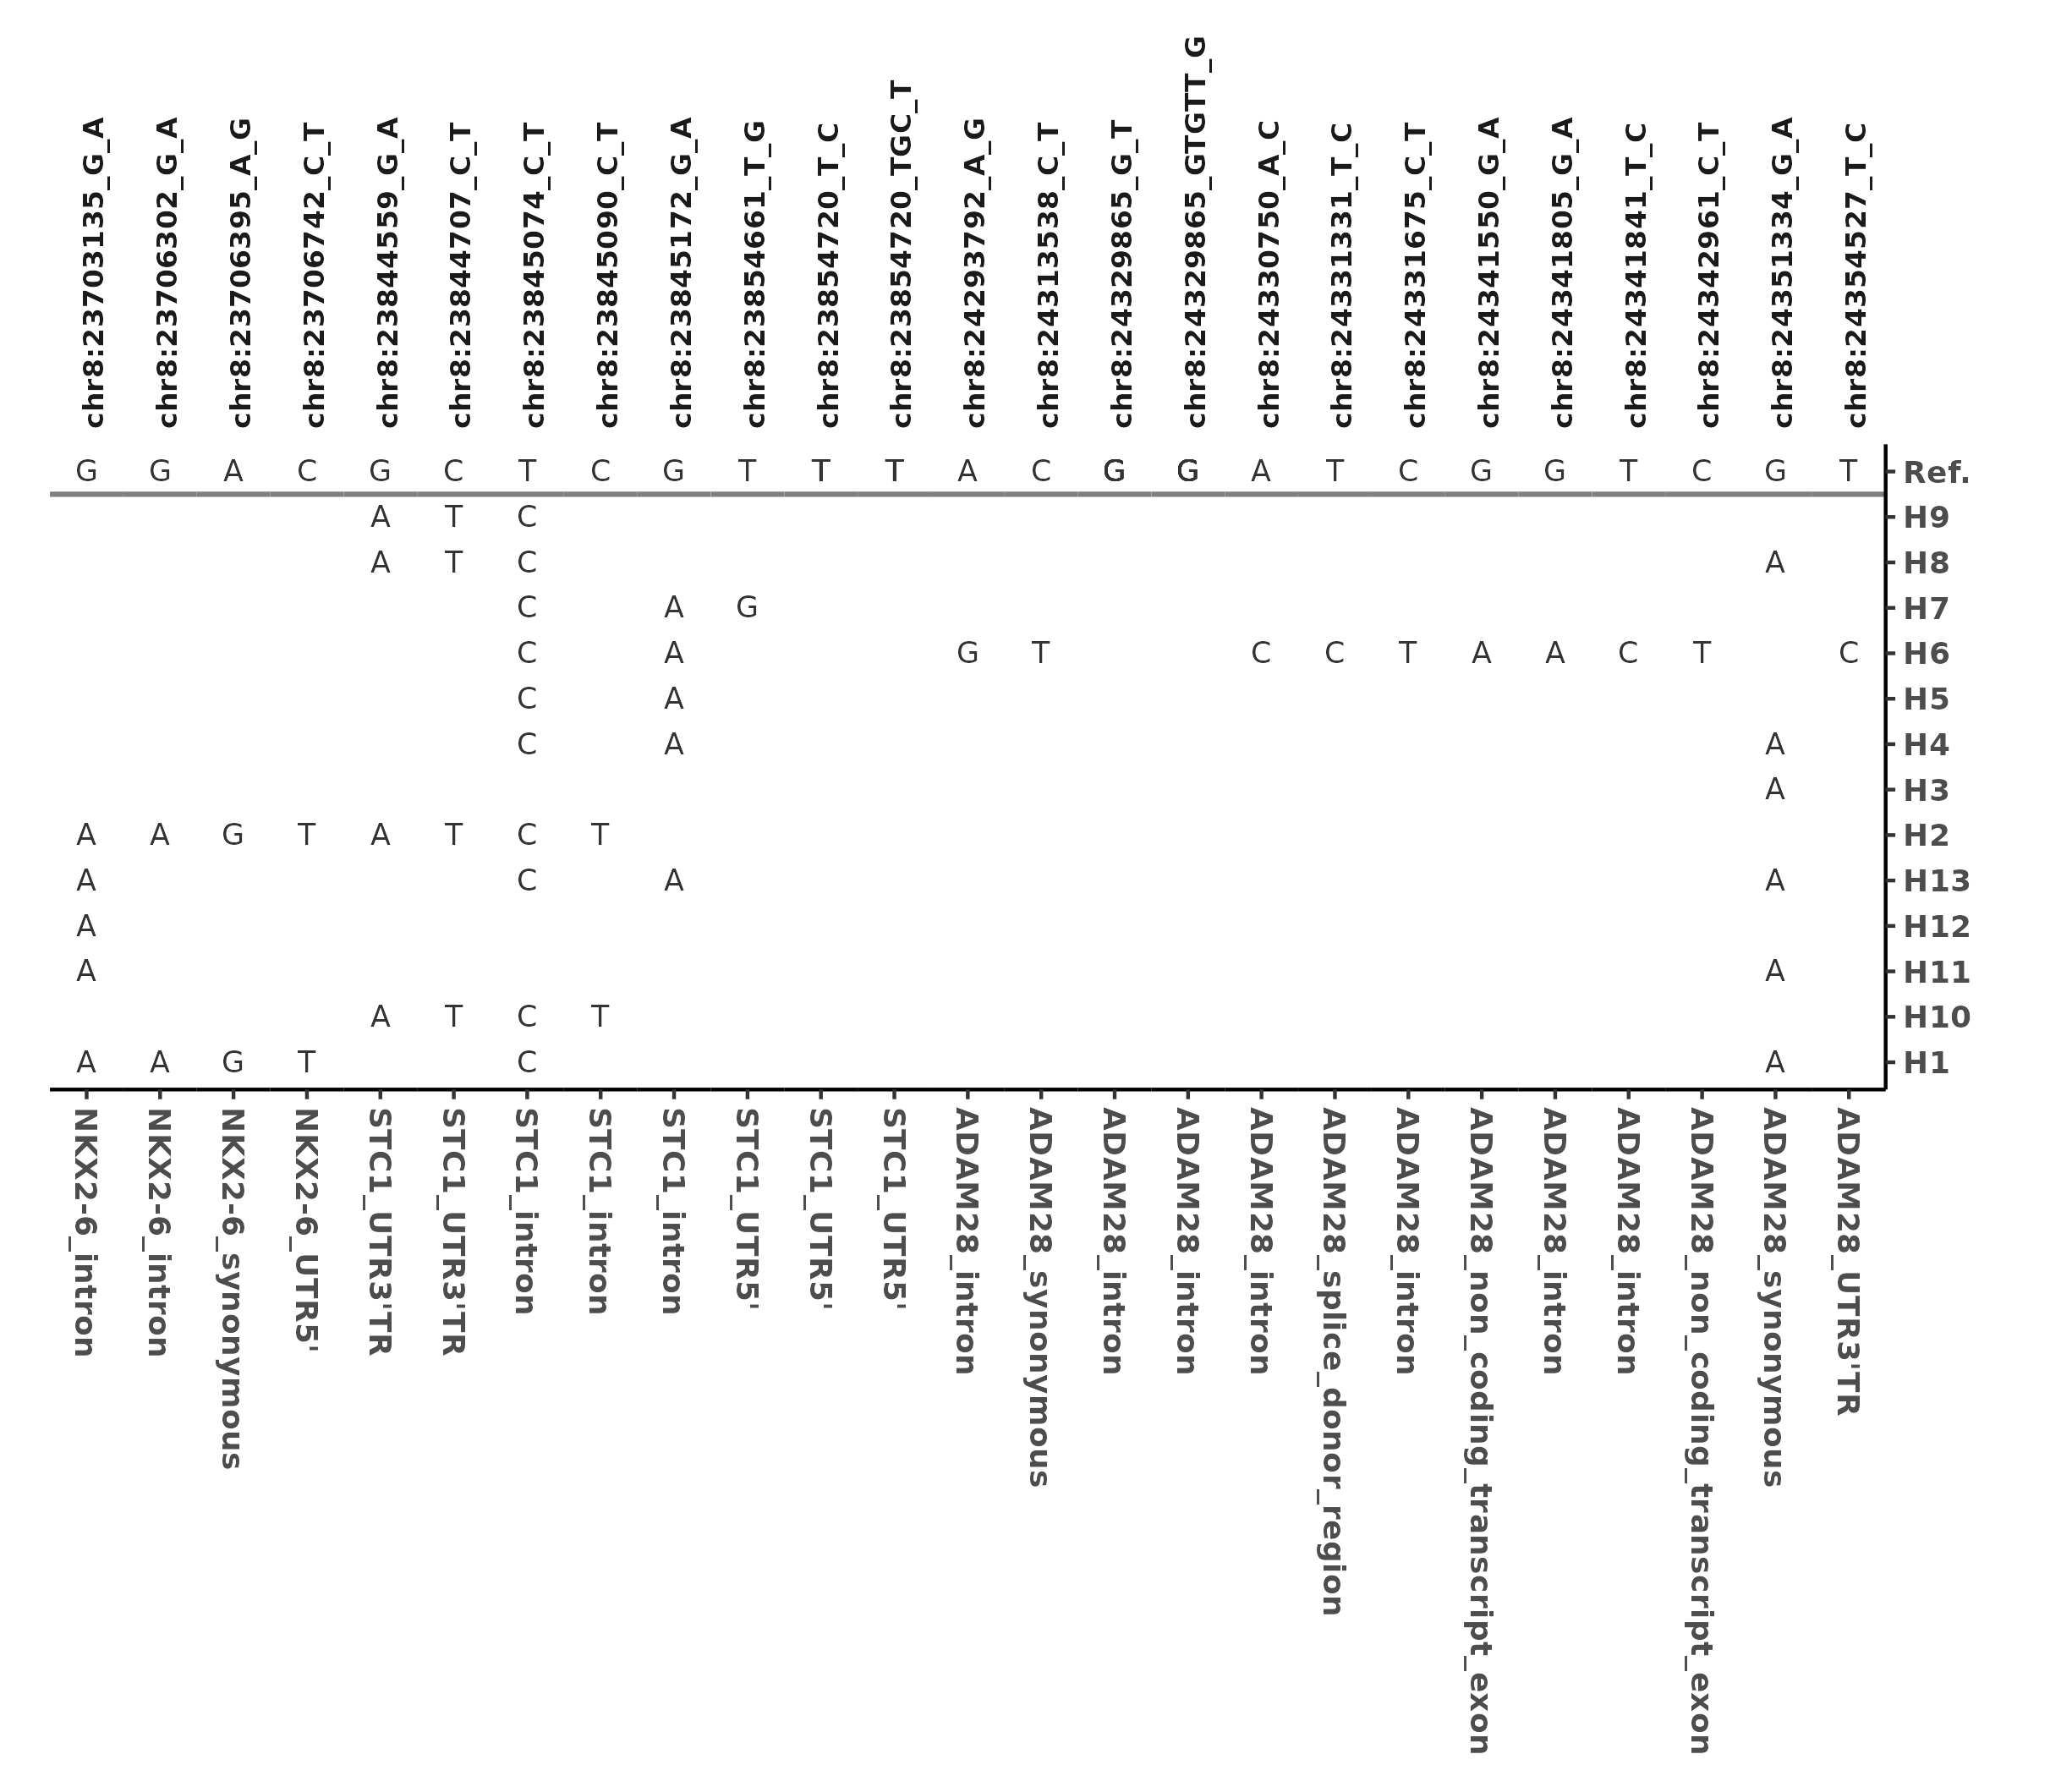 chr8:23703135_G_A
chr8:23706302_G_A
chr8:23706395_A_G
chr8:23706742_C_T
chr8:23844559_G_A
chr8:23844707_C_T
chr8:23845074_C_T
chr8:23845090_C_T
chr8:23845172_G_A
chr8:23854661_T_G
chr8:23854720_T_C
chr8:23854720_TGC_T
chr8:24293792_A_G
chr8:24313538_C_T
chr8:24329865_G_T
chr8:24329865_GTGTT_G
chr8:24330750_A_C
chr8:24331331_T_C
chr8:24331675_C_T
chr8:24341550_G_A
chr8:24341805_G_A
chr8:24341841_T_C
chr8:24342961_C_T
chr8:24351334_G_A
chr8:24354527_T_C
G G A C G C T C G T T T A C G G A T C G G T C G T Ref.
A T C H9
A T C A H8
C A G H7
C A G T C C T A A C T C H6
C A H5
C A A H4
A H3
A A G T A T C T H2
A C A A H13
A H12
A A H11
A T C T H10
A A G T C A H1
NKX2-6_intron
NKX2-6_intron
NKX2-6_synonymous
NKX2-6_UTR5'
STC1_UTR3'TR
STC1_UTR3'TR
STC1_intron
STC1_intron
STC1_intron
STC1_UTR5'
STC1_UTR5'
STC1_UTR5'
ADAM28_intron
ADAM28_synonymous
ADAM28_intron
ADAM28_intron
ADAM28_intron
ADAM28_splice_donor_region
ADAM28_intron
ADAM28_non_coding_transcript_exon
ADAM28_intron
ADAM28_intron
ADAM28_non_coding_transcript_exon
ADAM28_synonymous
ADAM28_UTR3'TR